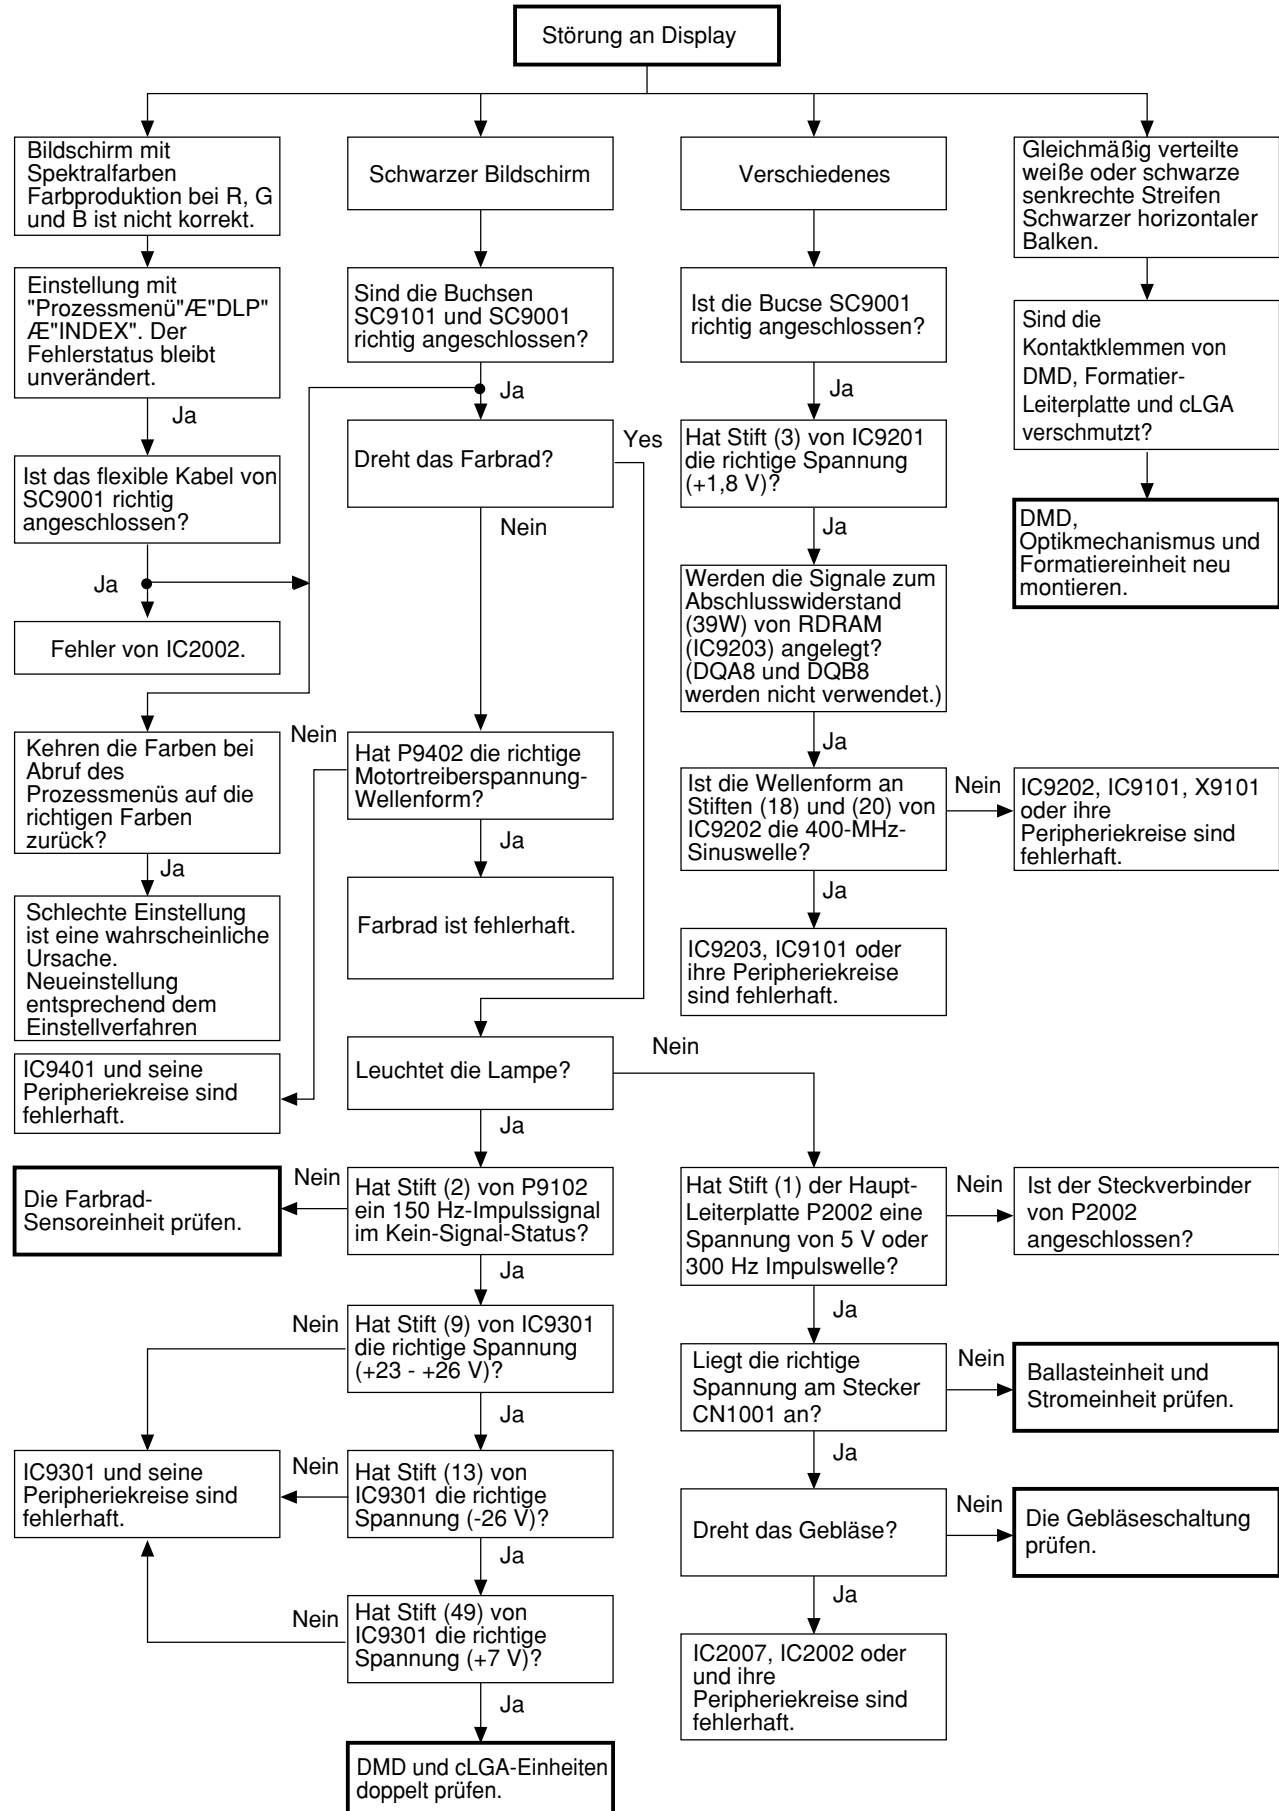 Störung an Display
Bildschirm mit
Spektralfarben
Farbproduktion bei R, G
und B ist nicht korrekt.
Schwarzer Bildschirm
Verschiedenes
Gleichmäßig verteilte
weiße oder schwarze
senkrechte Streifen
Schwarzer horizontaler
Balken.
Einstellung mit
"Prozessmenü"Æ"DLP"
Æ"INDEX". Der
Fehlerstatus bleibt
unverändert.
Sind die Buchsen
SC9101 und SC9001
richtig angeschlossen?
Ist die Bucse SC9001
richtig angeschlossen?
Sind die
Kontaktklemmen von
DMD, Formatier-
Leiterplatte und cLGA
verschmutzt?
Ja
Ja
Ja
Ist das flexible Kabel von
SC9001 richtig
angeschlossen?
Dreht das Farbrad?
Yes
Hat Stift (3) von IC9201
die richtige Spannung
(+1,8 V)?
DMD,
Optikmechanismus und
Formatiereinheit neu
montieren.
Nein
Ja
Ja
Werden die Signale zum
Abschlusswiderstand
(39W) von RDRAM
(IC9203) angelegt?
(DQA8 und DQB8
werden nicht verwendet.)
Fehler von IC2002.
Ja
Kehren die Farben bei
Abruf des
Prozessmenüs auf die
richtigen Farben
zurück?
Nein
Hat P9402 die richtige
Motortreiberspannung-
Wellenform?
Ist die Wellenform an
Stiften (18) und (20) von
IC9202 die 400-MHz-
Sinuswelle?
Nein
IC9202, IC9101, X9101
oder ihre
Peripheriekreise sind
fehlerhaft.
Ja
Ja
Ja
Schlechte Einstellung
ist eine wahrscheinliche
Ursache.
Neueinstellung
entsprechend dem
Einstellverfahren
Farbrad ist fehlerhaft.
IC9203, IC9101 oder
ihre Peripheriekreise
sind fehlerhaft.
IC9401 und seine
Peripheriekreise sind
fehlerhaft.
Leuchtet die Lampe?
Nein
Ja
Die Farbrad-
Sensoreinheit prüfen.
Nein
Hat Stift (2) von P9102
ein 150 Hz-Impulssignal
im Kein-Signal-Status?
Hat Stift (1) der Haupt-
Leiterplatte P2002 eine
Spannung von 5 V oder
300 Hz Impulswelle?
Nein
Ist der Steckverbinder
von P2002
angeschlossen?
Ja
Ja
Nein
Hat Stift (9) von IC9301
die richtige Spannung
(+23 - +26 V)?
Liegt die richtige
Spannung am Stecker
CN1001 an?
Nein
Ballasteinheit und
Stromeinheit prüfen.
Ja
Ja
IC9301 und seine
Peripheriekreise sind
fehlerhaft.
Nein
Hat Stift (13) von
IC9301 die richtige
Spannung (-26 V)?
Dreht das Gebläse?
Nein
Die Gebläseschaltung
prüfen.
Ja
Ja
Nein
Hat Stift (49) von
IC9301 die richtige
Spannung (+7 V)?
IC2007, IC2002 oder
und ihre
Peripheriekreise sind
fehlerhaft.
Ja
DMD und cLGA-Einheiten
doppelt prüfen.